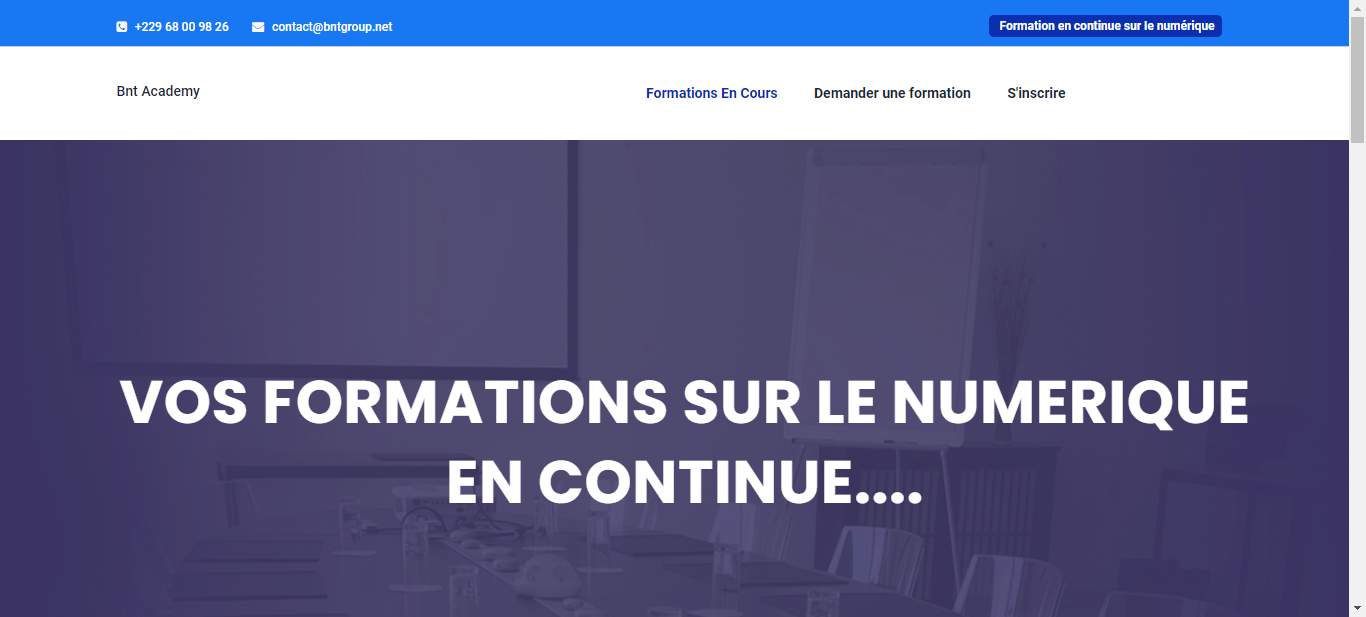 +229 68 00 98 26 contact@bntgroup.net Formation en continue sur le numérique
Bnt Academy Formations En Cours Demander une formation S'inscrire
VOS FORMATIONS SUR LE NUMERIQUE
EN CONTINUE....